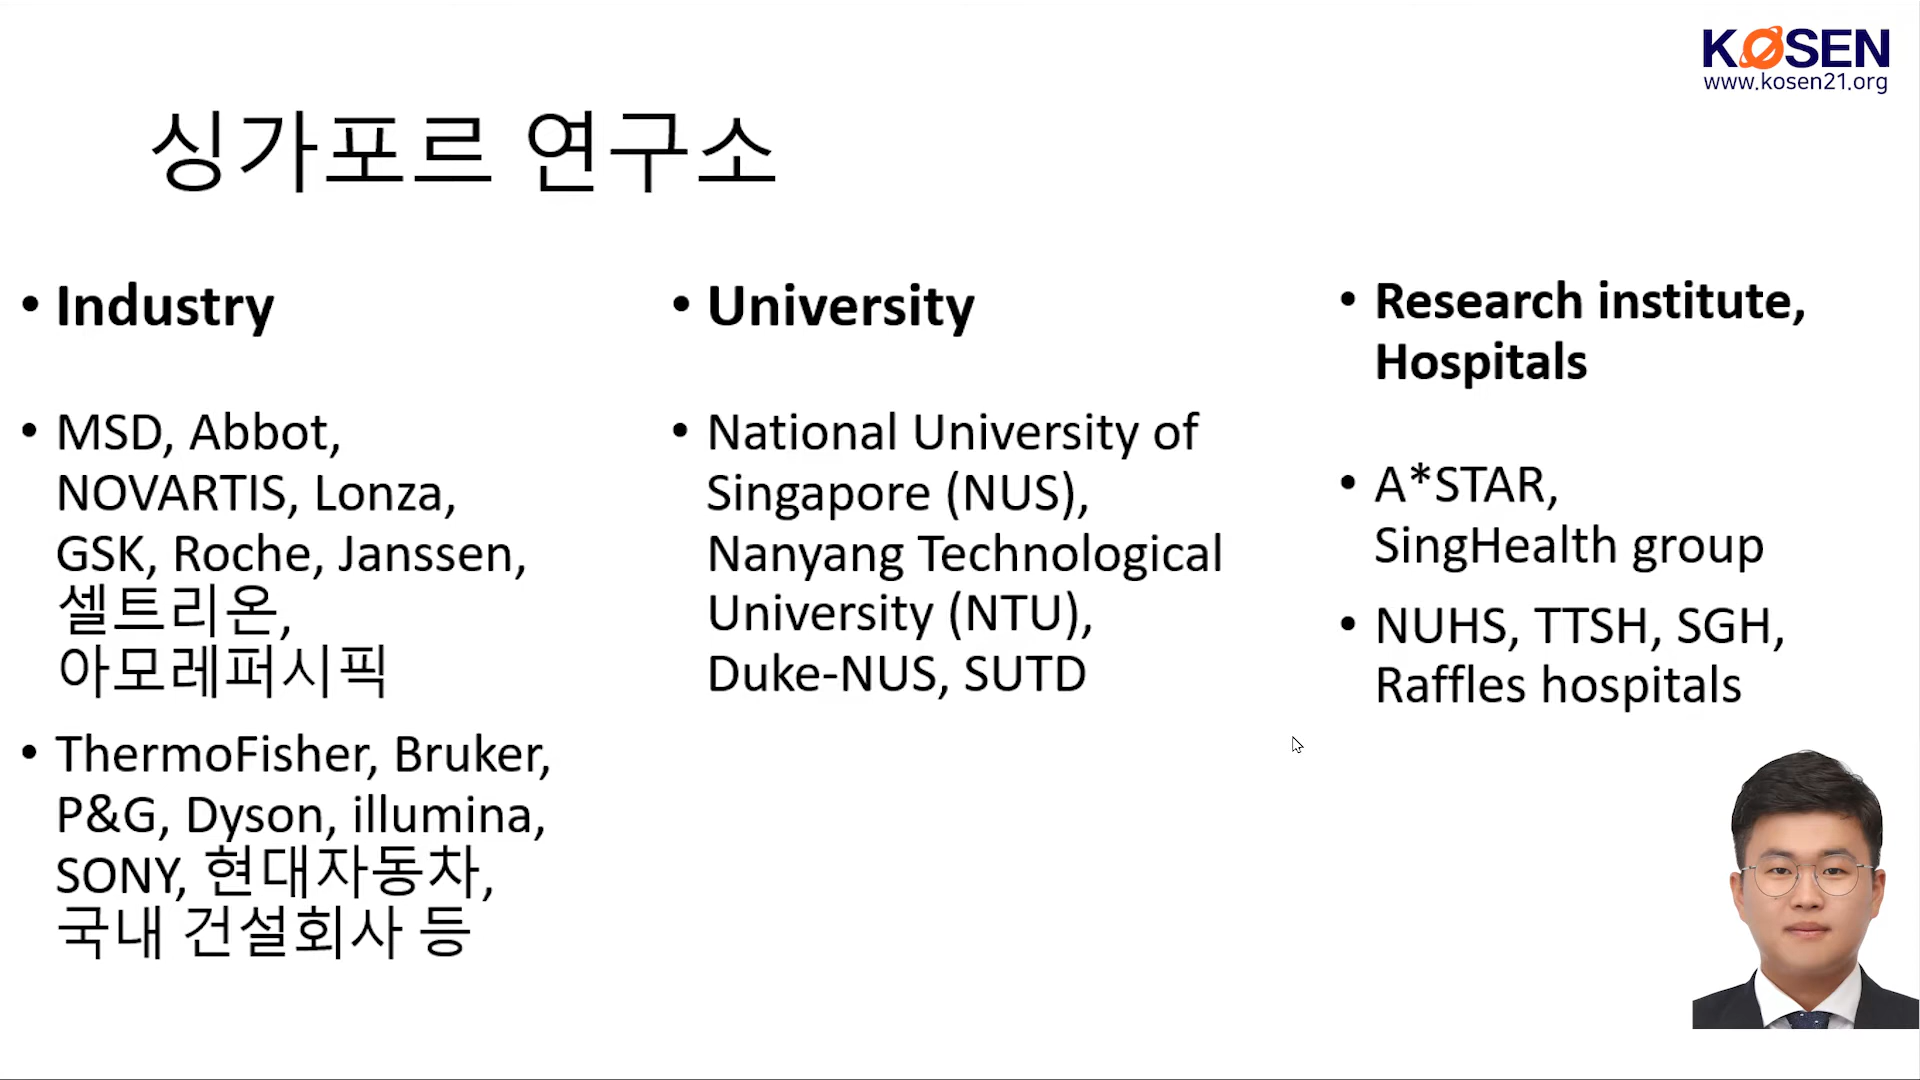 KOSEN
www.kosen21.org
싱가포르 연구소
• Industry
• MSD, Abbot,
NOVARTIS, Lonza,
GSK, Roche, Janssen,
셀트리온,
아모레퍼시픽
• ThermoFisher, Bruker,
P&G, Dyson, illumina,
SONY, 현대자동차,
국내 건설회사 등
• University
• National University of
Singapore (NUS),
Nanyang Technological
University (NTU),
Duke-NUS, SUTD
• Research institute,
Hospitals
• A*STAR,
SingHealth group
• NUHS, TTSH, SGH,
Raffles hospitals